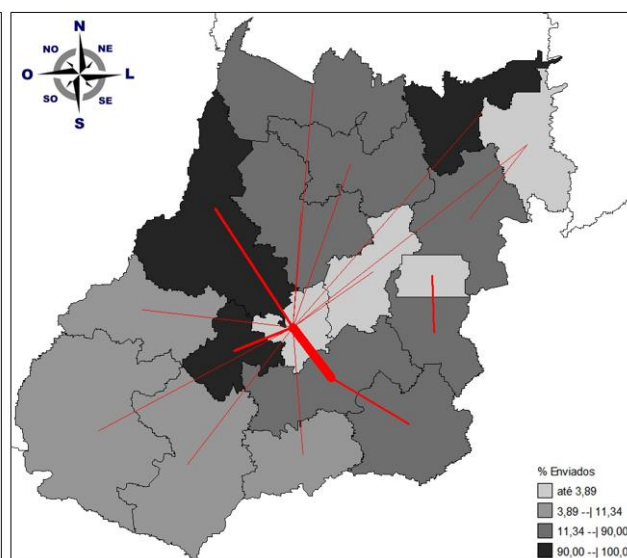 N
NO NE
O L
SO SE
S
% Enviados
até 3,89
3,89 --| 11,34
11,34 --| 90,00
90,00 --| 100,0